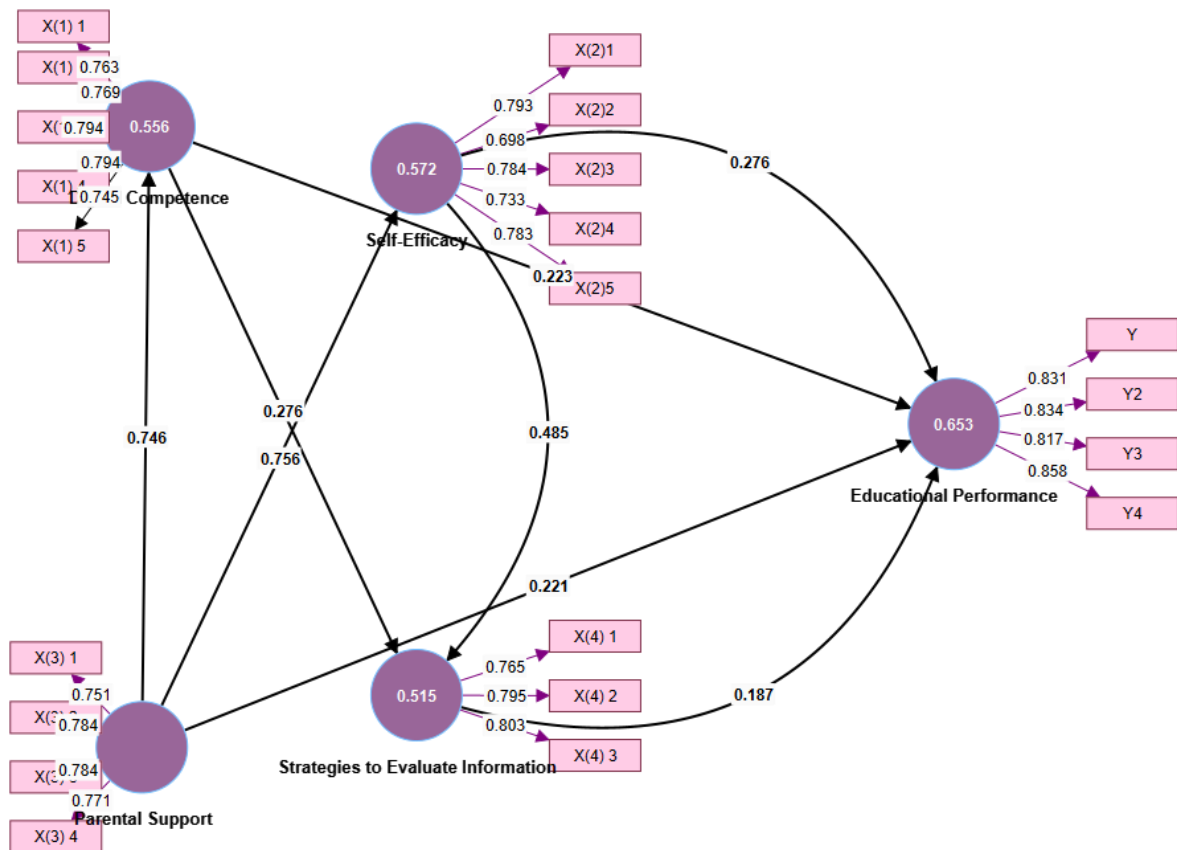 X(1) 1
X(1)
0.763
0.769
0.794
0.794
0.745
X(1) 5
0.556
Competence
X(2)1
X(2)2
X(2)3
X(2)4
X(2)5
0.793
0.698
0.784
0.733
0.783
0.572
Self-Efficacy
0.276
0.223
0.276
0.756
0.746
0.485
0.653
Educational Performance
0.831
0.834
0.817
0.858
Y
Y2
Y3
Y4
0.221
0.187
X(3) 1
0.751
0.784
0.784
0.771
X(3) 4
Parental Support
0.515
Strategies to Evaluate Information
0.765
0.795
0.803
X(4) 1
X(4) 2
X(4) 3